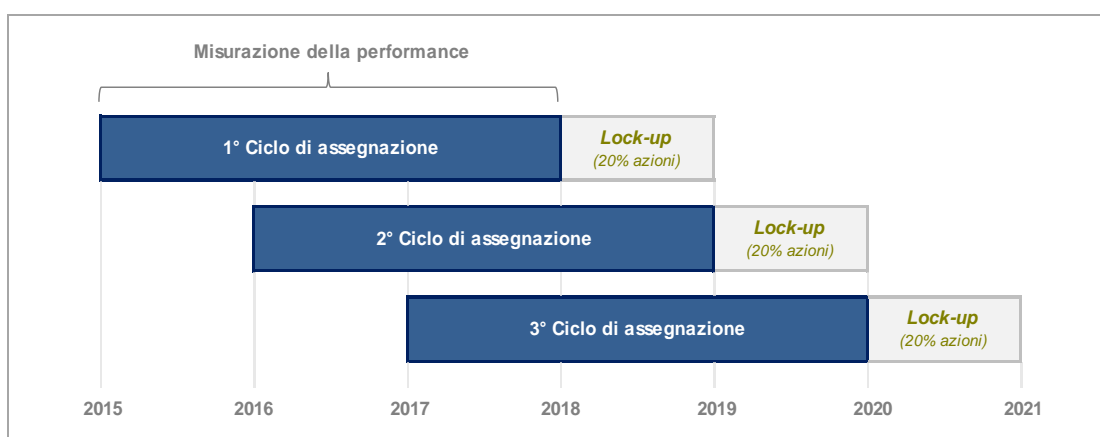 Misurazione della performance
1° Ciclo di assegnazione
Lock-up
(20% azioni)
2° Ciclo di assegnazione
Lock-up
(20% azioni)
3° Ciclo di assegnazione
Lock-up
(20% azioni)
2015 2016 2017 2018 2019 2020 2021